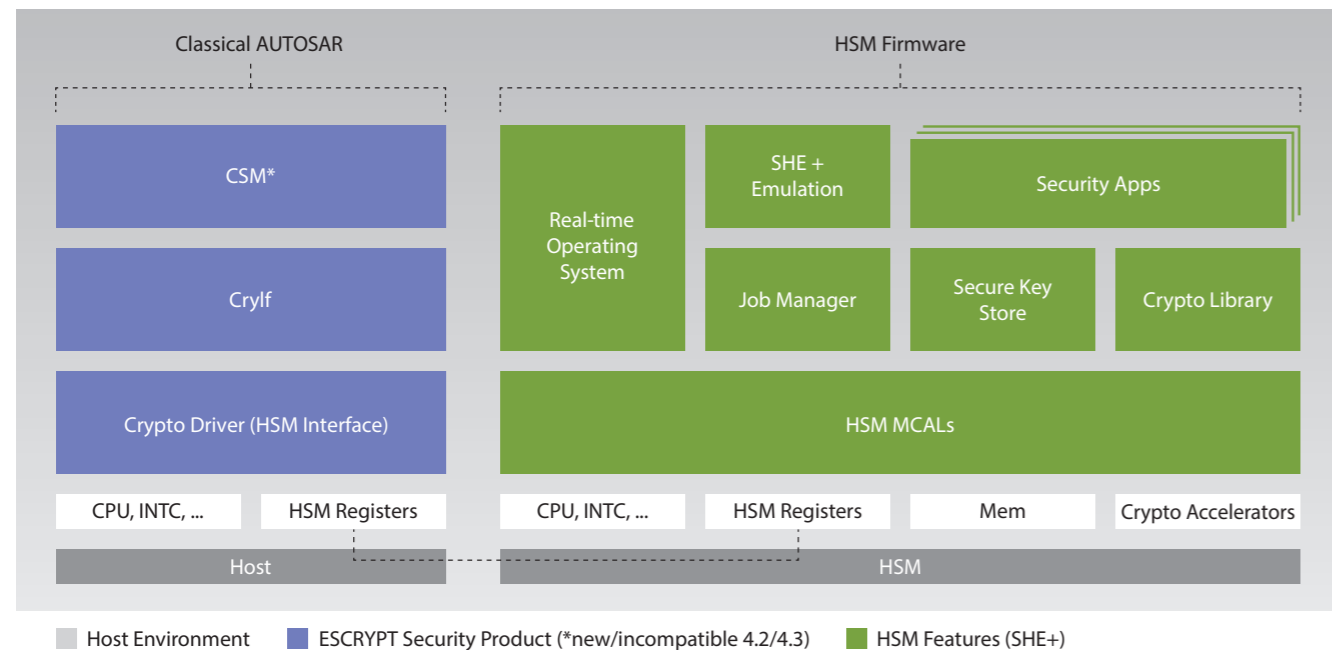 Classical AUTOSAR
HSM Firmware
CSM*
CryIf
Crypto Driver (HSM Interface)
Real-time
Operating
System
SHE +
Emulation
Security Apps
Job Manager
Secure Key
Store
Crypto Library
HSM MCALs
CPU, INTC, ...
HSM Registers
CPU, INTC, ...
HSM Registers
Mem
Crypto Accelerators
Host
HSM
Host Environment
ESCRYPT Security Product (*new/incompatible 4.2/4.3)
HSM Features (SHE+)